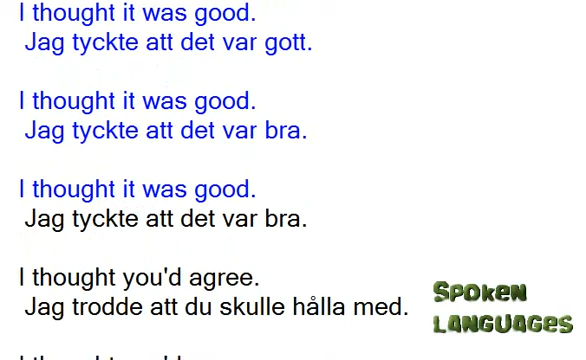 I thought it was good.
Jag tyckte att det var gott.
I thought it was good.
Jag tyckte att det var bra.
I thought it was good.
Jag tyckte att det var bra.
I thought you'd agree.
Jag trodde att du skulle hålla med.
Spoken
Languages
I thought